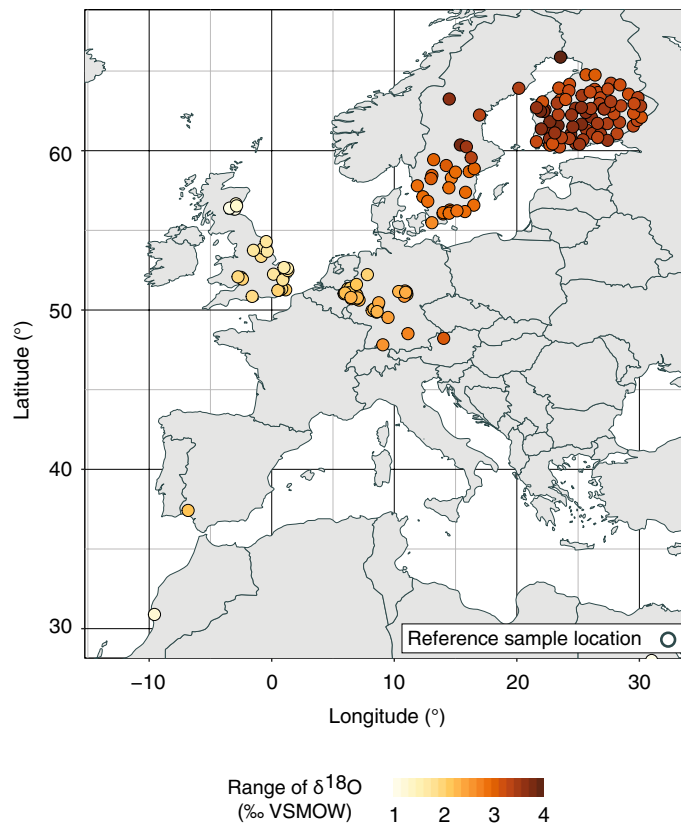 60
50
40
30
Latitude (°)
Reference sample location
−10
0
10
20
30
Longitude (°)
Range of δ18O
(‰ VSMOW)
1
2
3
4